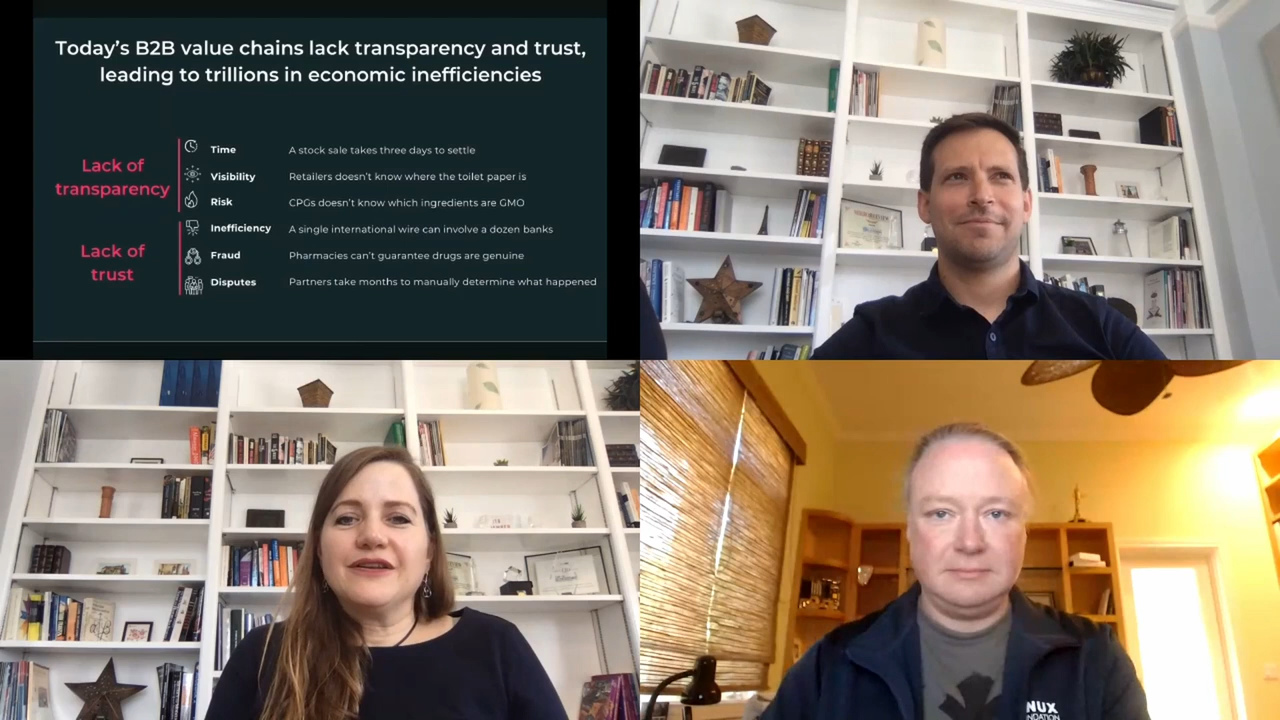 Today's B2B value chains lack transparency and trust,
leading to trillions in economic inefficiencies
Lack of
transparency
Time A stock sale takes three days to settle
Visibility Retailers doesn't know where the toilet paper is
Risk CPGs doesn't know which ingredients are GMO
Lack of
trust
Inefficiency A single international wire can involve a dozen banks
Fraud Pharmacies can't guarantee drugs are genuine
Disputes Partners take months to manually determine what happened
NUX
NDATION